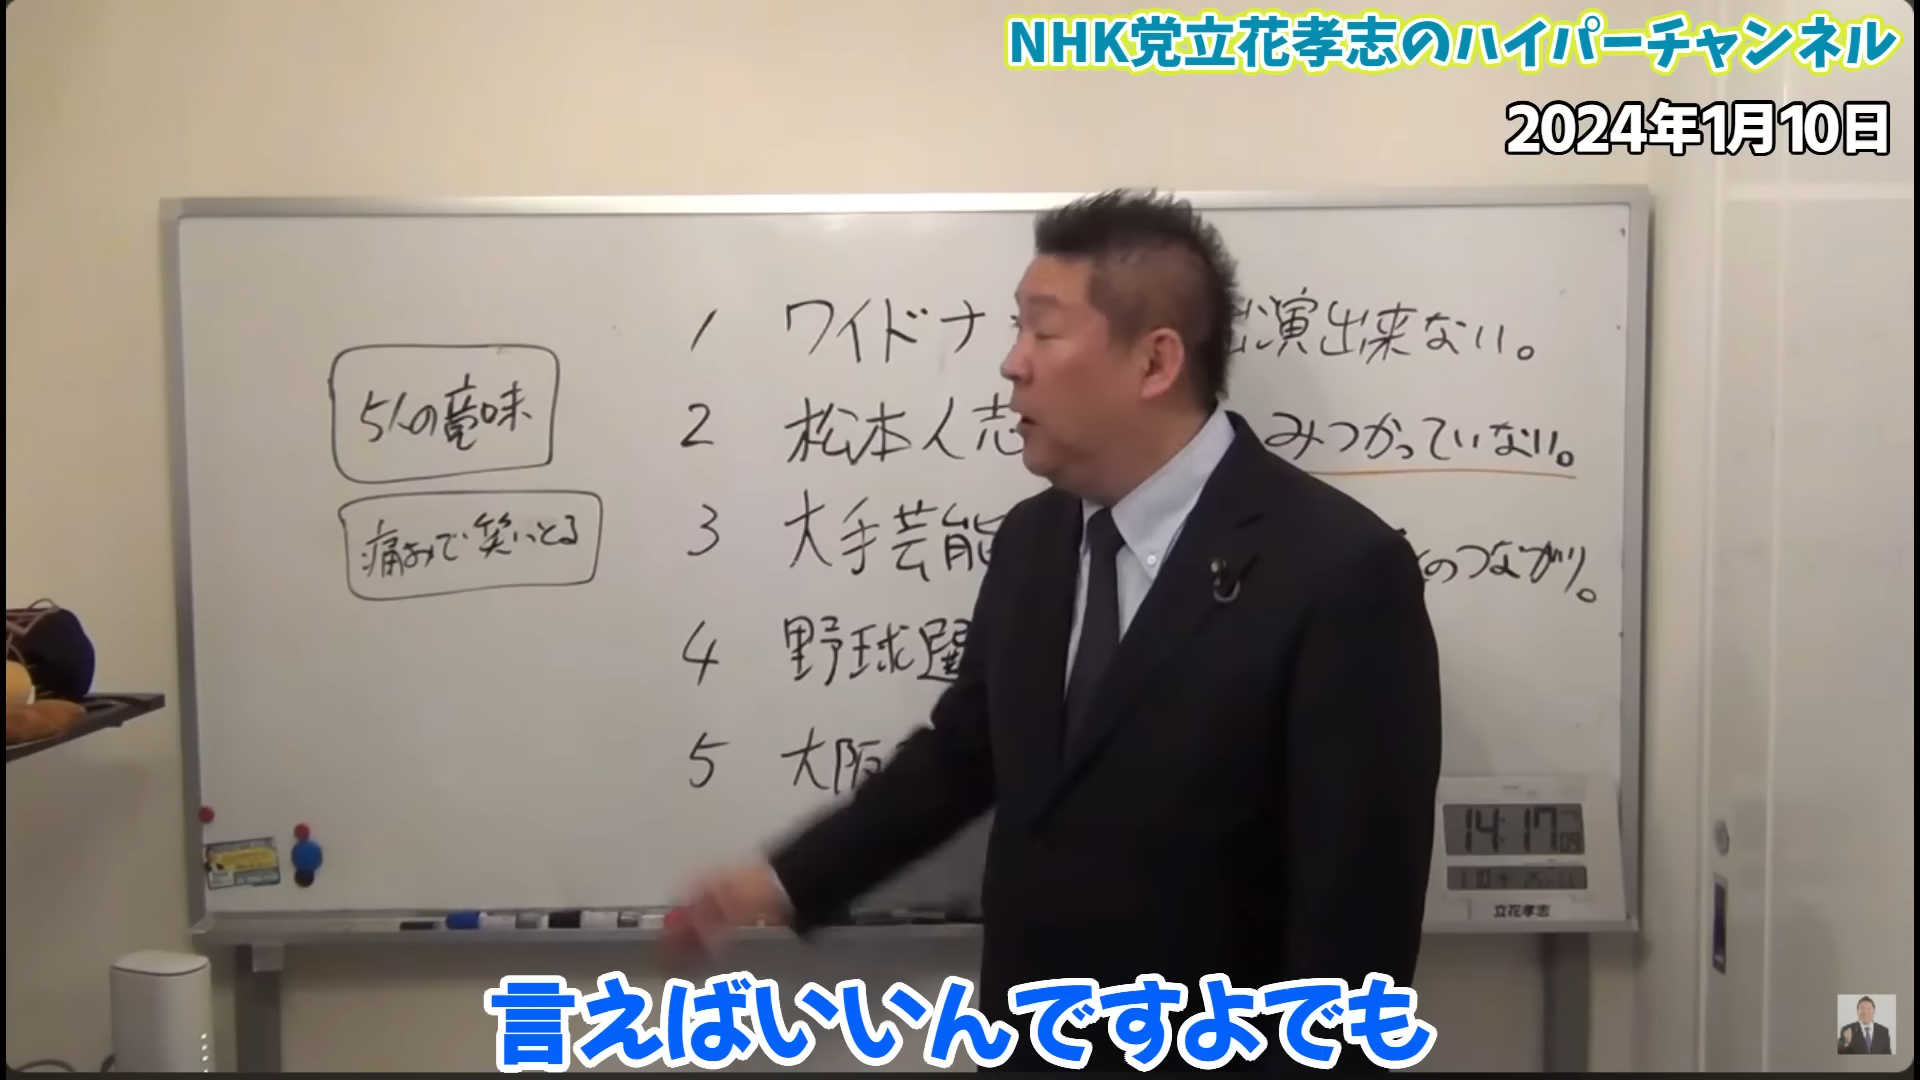 NHK党立花孝志のハイパーチャンネル
2024年1月10日
1 ワイドナ 演出来ない。
5人の意味
2 松本人志 みつかっていない。
3 大手芸能 のつながり。
痛みで笑いとる
4 野球選
5 大阪
14:17
立花孝志
言えばいいんですよでも